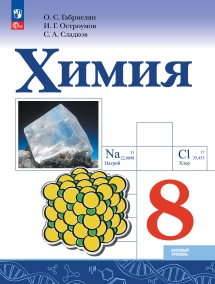 О. С. Габриелян
И. Г. Остроумов
С. А. Сладков
Химия
Na 11
22,9898
Натрий
Cl 17
35,453
Хлор
8
БАЗОВЫЙ
УРОВЕНЬ